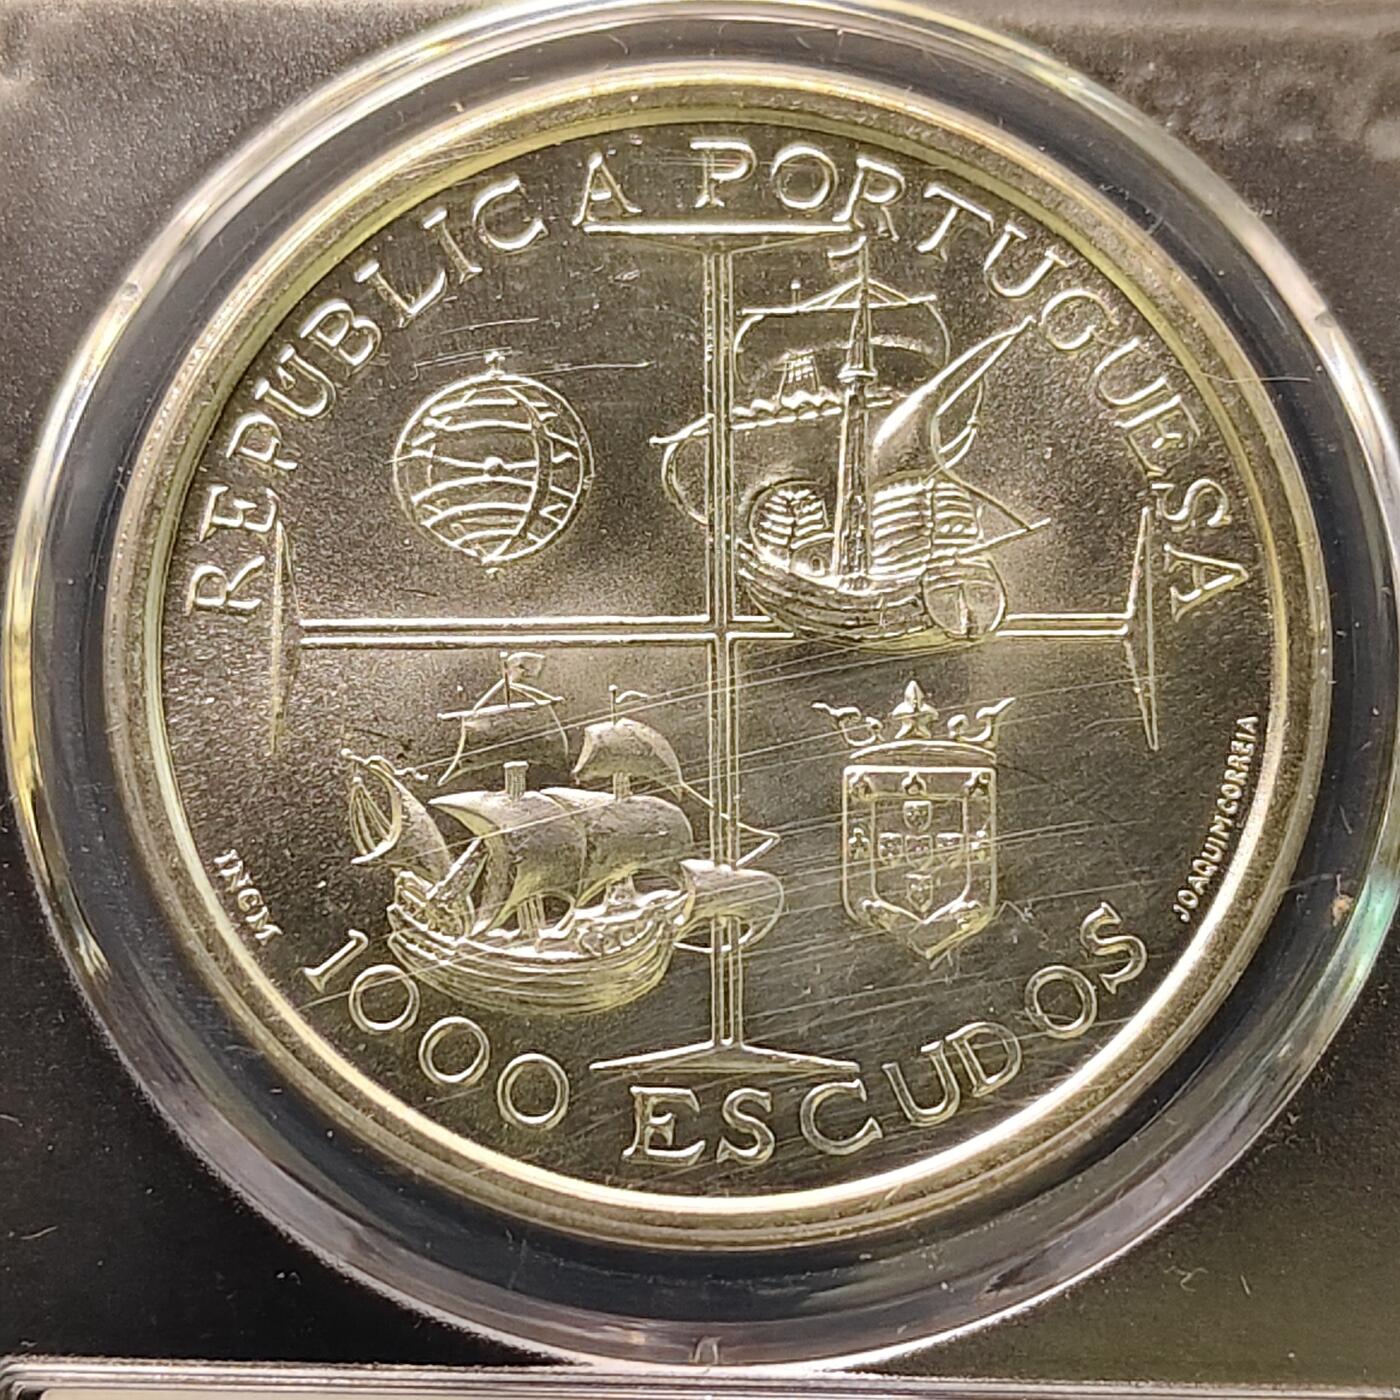 REPUBLICA PORTUGUESA
INCM
JOAQUIM CORREIA
1000 ESCUDOS